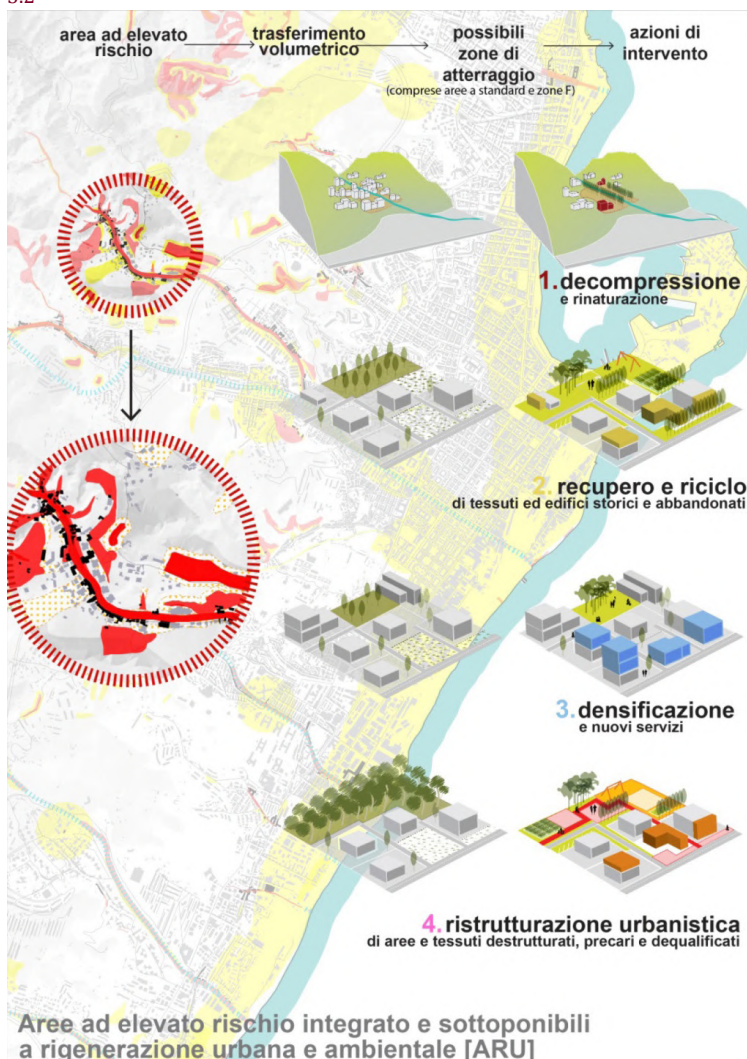 3.2
area ad elevato
rischio
trasferimento
volumetrico
possibili
zone di
atterraggio
(comprese aree a standard e zone F)
azioni di
intervento
1. decompressione
e rinaturazione
2. recupero e riciclo
di tessuti ed edifici storici e abbandonati
3. densificazione
e nuovi servizi
4. ristrutturazione urbanistica
di aree e tessuti destrutturati, precari e dequalificati
Aree ad elevato rischio integrato e sottoponibili
a rigenerazione urbana e ambientale [ARU]